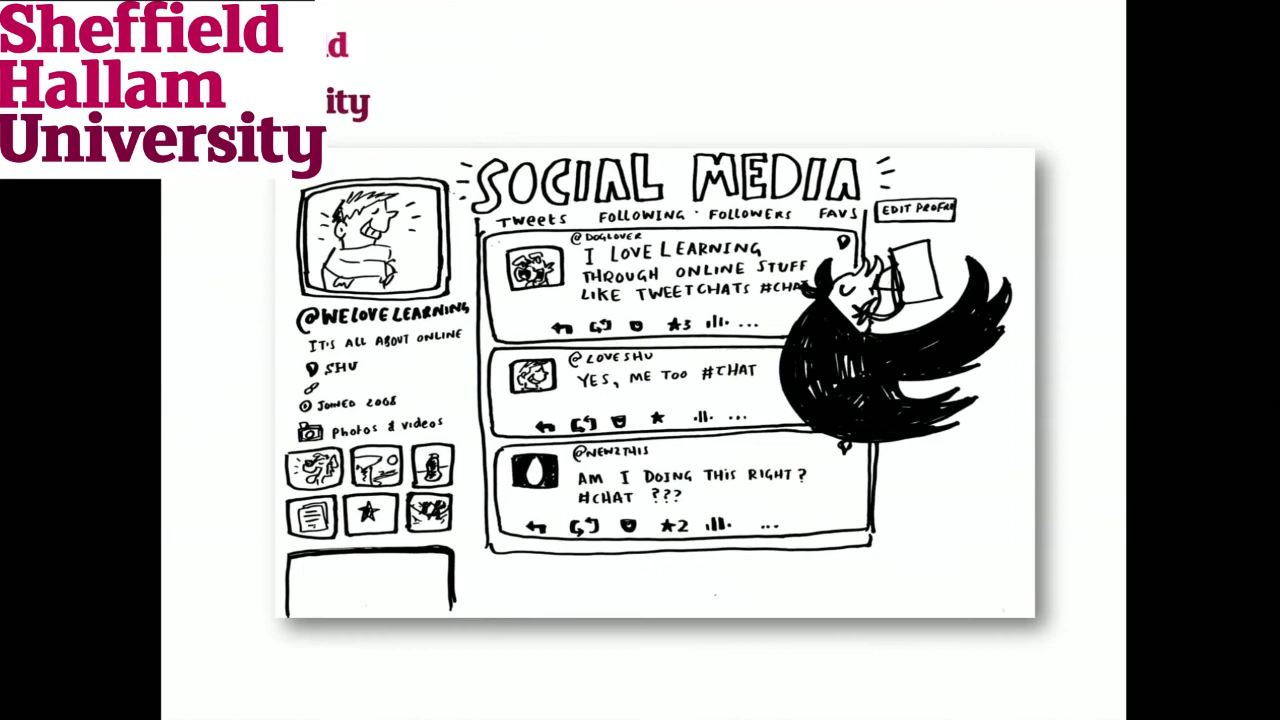 Sheffield
Hallam
University
ld
ity
SOCIAL MEDIA
TWEETS FOLLOWING · FOLLOWERS FAVS
EDIT PROFILE
@DOGLOVER
I LOVE LEARNING
THROUGH ONLINE STUFF
LIKE TWEETCHATS #CHAT
3
@WELOVELEARNING
IT'S ALL ABOUT ONLINE
SHU
JOINED 2008
PHOTOS & VIDEOS
@LOVESHU
YES, ME TOO #CHAT
@NEW2THIS
AM I DOING THIS RIGHT?
#CHAT ???
2